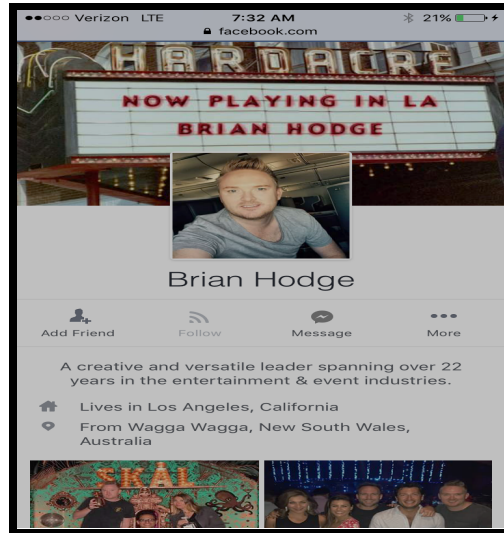 Verizon LTE 7:32 AM 21%
facebook.com
HARDACRE
NOW PLAYING IN LA
BRIAN HODGE
Brian Hodge
Add Friend Follow Message More
A creative and versatile leader spanning over 22
years in the entertainment & event industries.
Lives in Los Angeles, California
From Wagga Wagga, New South Wales,
Australia
SKÅL